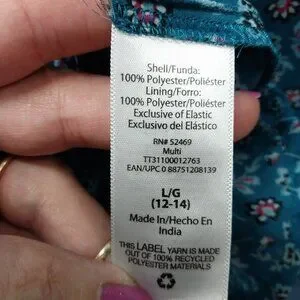 Shell/Funda:
100% Polyester/Poliéster
Lining/Forro:
100% Polyester/Poliéster
Exclusive of Elastic
Exclusivo del Elástico
RN# 52469
Multi
TT31100012763
EAN/UPC 0 88751208139
L/G
(12-14)
Made In/Hecho En
India
THIS LABEL YARN IS MADE
OUT OF 100% RECYCLED
POLYESTER MATERIALS